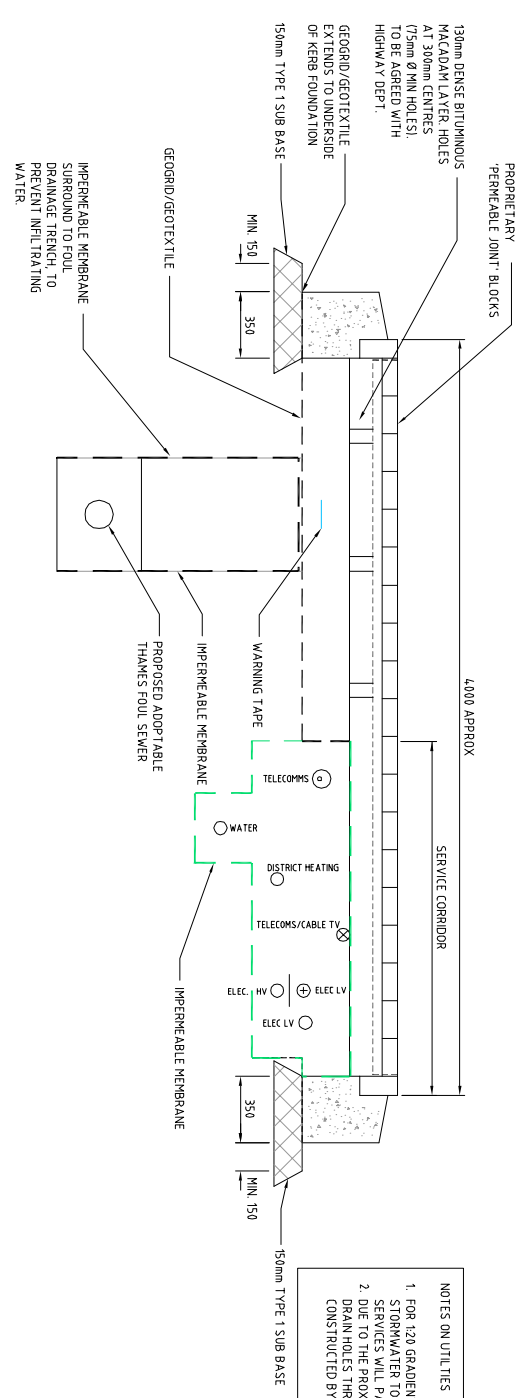 PROPRIETARY
'PERMEABLE JOINT' BLOCKS
130mm DENSE BITUMINOUS
MACADAM LAYER. HOLES
AT 300mm CENTRES
(75mm Ø MIN HOLES).
TO BE AGREED WITH
HIGHWAY DEPT.
GEOGRID/GEOTEXTILE
EXTENDS TO UNDERSIDE
OF KERB FOUNDATION
150mm TYPE 1 SUB BASE
MIN. 150
350
GEOGRID/GEOTEXTILE
IMPERMEABLE MEMBRANE
SURROUND TO FOUL
DRAINAGE TRENCH, TO
PREVENT INFILTRATING
WATER.
4000 APPROX
SERVICE CORRIDOR
WARNING TAPE
IMPERMEABLE MEMBRANE
PROPOSED ADOPTABLE
THAMES FOUL SEWER
TELECOMMS
WATER
DISTRICT HEATING
TELECOMS/CABLE TV
ELEC. HV
ELEC LV
ELEC LV
IMPERMEABLE MEMBRANE
350
MIN. 150
150mm TYPE 1 SUB BASE
NOTES ON UTILTIES
1. FOR 1:20 GRADIEN
STORMWATER TO
SERVICES WILL
2. DUE TO THE PROX
DRAIN HOLES THR
CONSTRUCTED BY